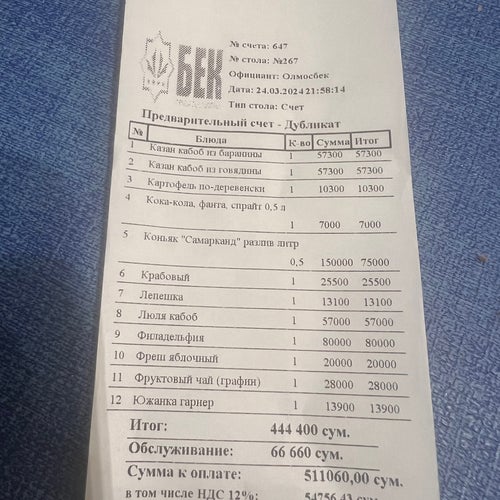 БЕК
1991
№ счета: 647
№ стола: №267
Официант: Олмосбек
Дата: 24.03.2024 21:58:14
Тип стола: Счет
Предварительный счет - Дубликат
№ Блюда К-во Сумма Итог
1 Казан кабоб из баранины 1 57300 57300
2 Казан кабоб из говядины 1 57300 57300
3 Картофель по-деревенски 1 10300 10300
4 Кока-кола, фанта, спрайт 0,5 л
1 7000 7000
5 Коньяк "Самарканд" разлив литр
0,5 150000 75000
6 Крабовый 1 25500 25500
7 Лепешка 1 13100 13100
8 Люля кабоб 1 57000 57000
9 Филадельфия 1 80000 80000
10 Фреш яблочный 1 20000 20000
11 Фруктовый чай (графин) 1 28000 28000
12 Южанка гарнер 1 13900 13900
Итог: 444 400 сум.
Обслуживание: 66 660 сум.
Сумма к оплате: 511060,00 сум.
в том числе НДС 12%: 54756,43 сум